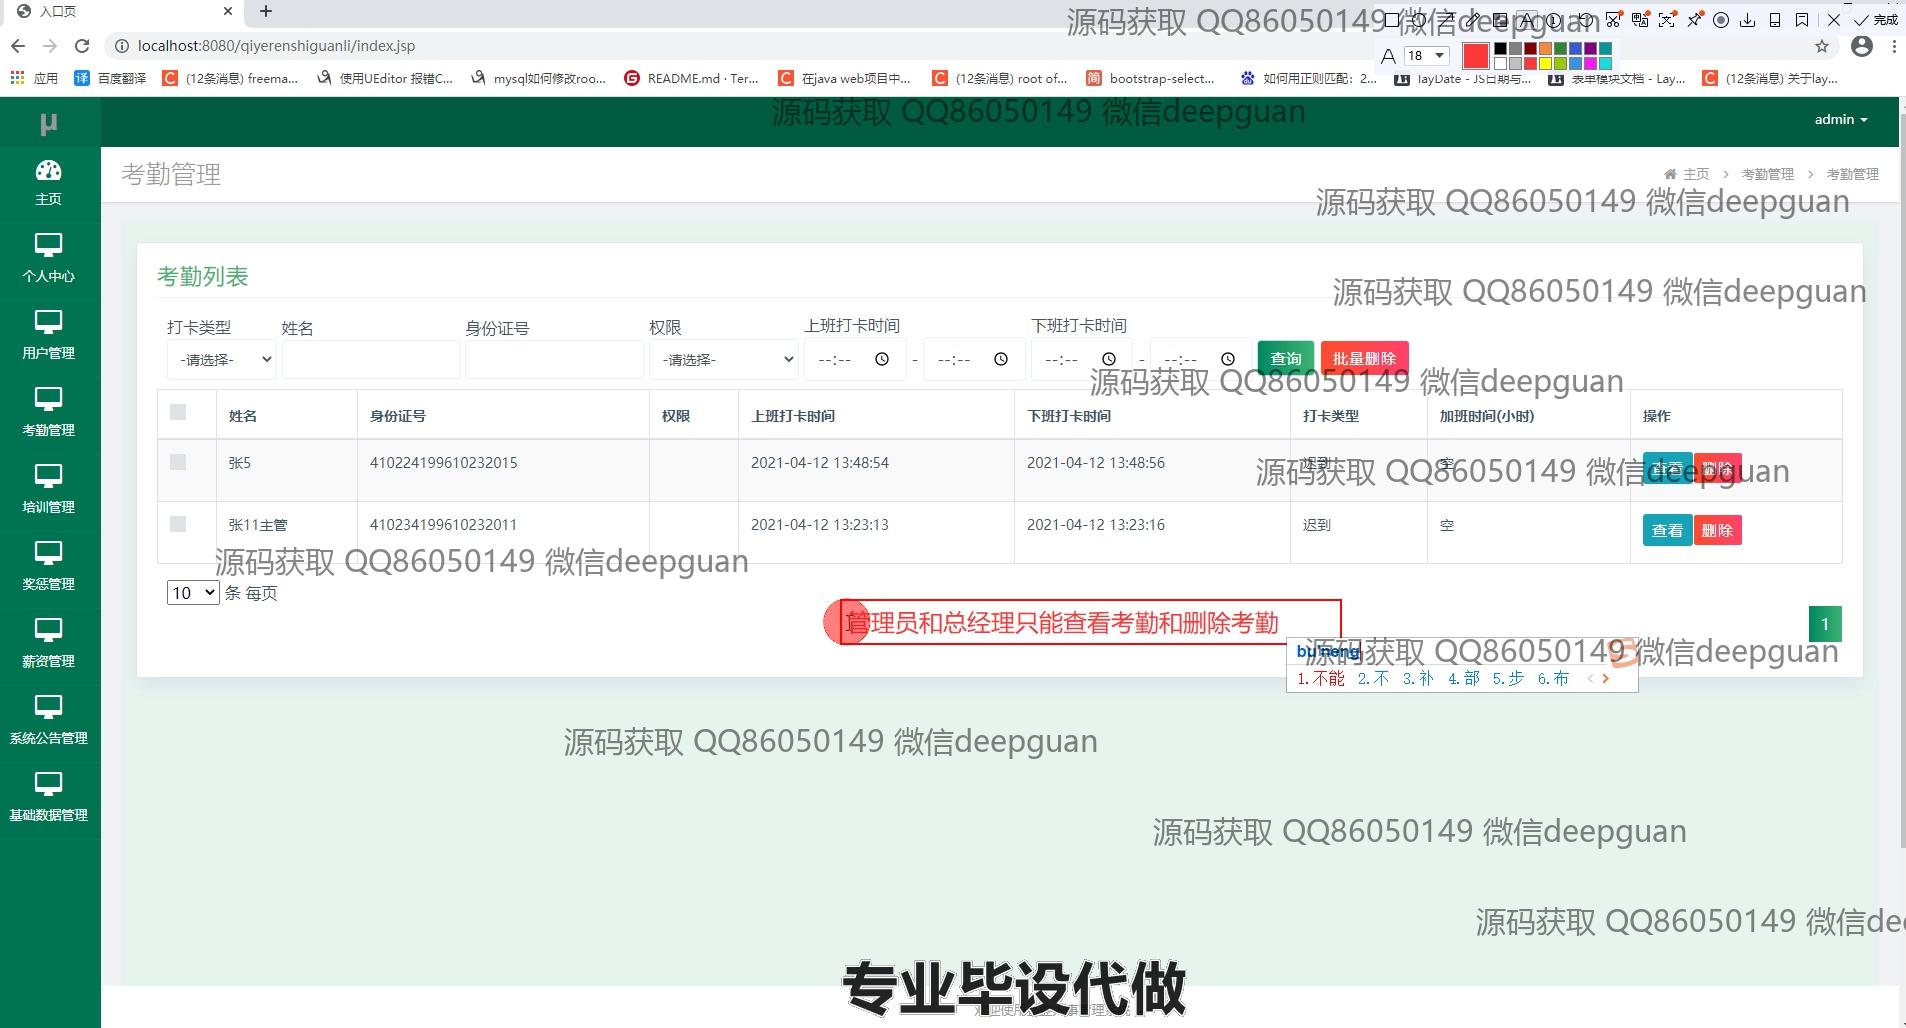 入口页
源码获取 QQ86050149 微信deepguan
完成
localhost:8080/qiyerenshiguanli/index.jsp
A 18
应用
百度翻译
(12条消息) freema...
使用UEditor 报错C...
mysql如何修改roo...
README.md · Ter...
在java web项目中...
(12条消息) root of...
bootstrap-select...
如何用正则匹配：2...
layDate - JS日期与...
表单模块文档 - Lay...
(12条消息) 关于lay...
μ
源码获取 QQ86050149 微信deepguan
admin
主页
个人中心
用户管理
考勤管理
培训管理
奖惩管理
薪资管理
系统公告管理
基础数据管理
考勤管理
主页 > 考勤管理 > 考勤管理
源码获取 QQ86050149 微信deepguan
考勤列表
源码获取 QQ86050149 微信deepguan
打卡类型 姓名 身份证号 权限 上班打卡时间 下班打卡时间
-请选择- -请选择- --:-- - --:-- --:-- - --:-- 查询 批量删除
源码获取 QQ86050149 微信deepguan
姓名 身份证号 权限 上班打卡时间 下班打卡时间 打卡类型 加班时间(小时) 操作
张5 410224199610232015 2021-04-12 13:48:54 2021-04-12 13:48:56 迟到 空 查看 删除
源码获取 QQ86050149 微信deepguan
张11主管 410234199610232011 2021-04-12 13:23:13 2021-04-12 13:23:16 迟到 空 查看 删除
源码获取 QQ86050149 微信deepguan
10 条 每页
管理员和总经理只能查看考勤和删除考勤
1
bu'neng
源码获取 QQ86050149 微信deepguan
1.不能 2.不 3.补 4.部 5.步 6.布
源码获取 QQ86050149 微信deepguan
源码获取 QQ86050149 微信deepguan
源码获取 QQ86050149 微信dee
专业毕设代做